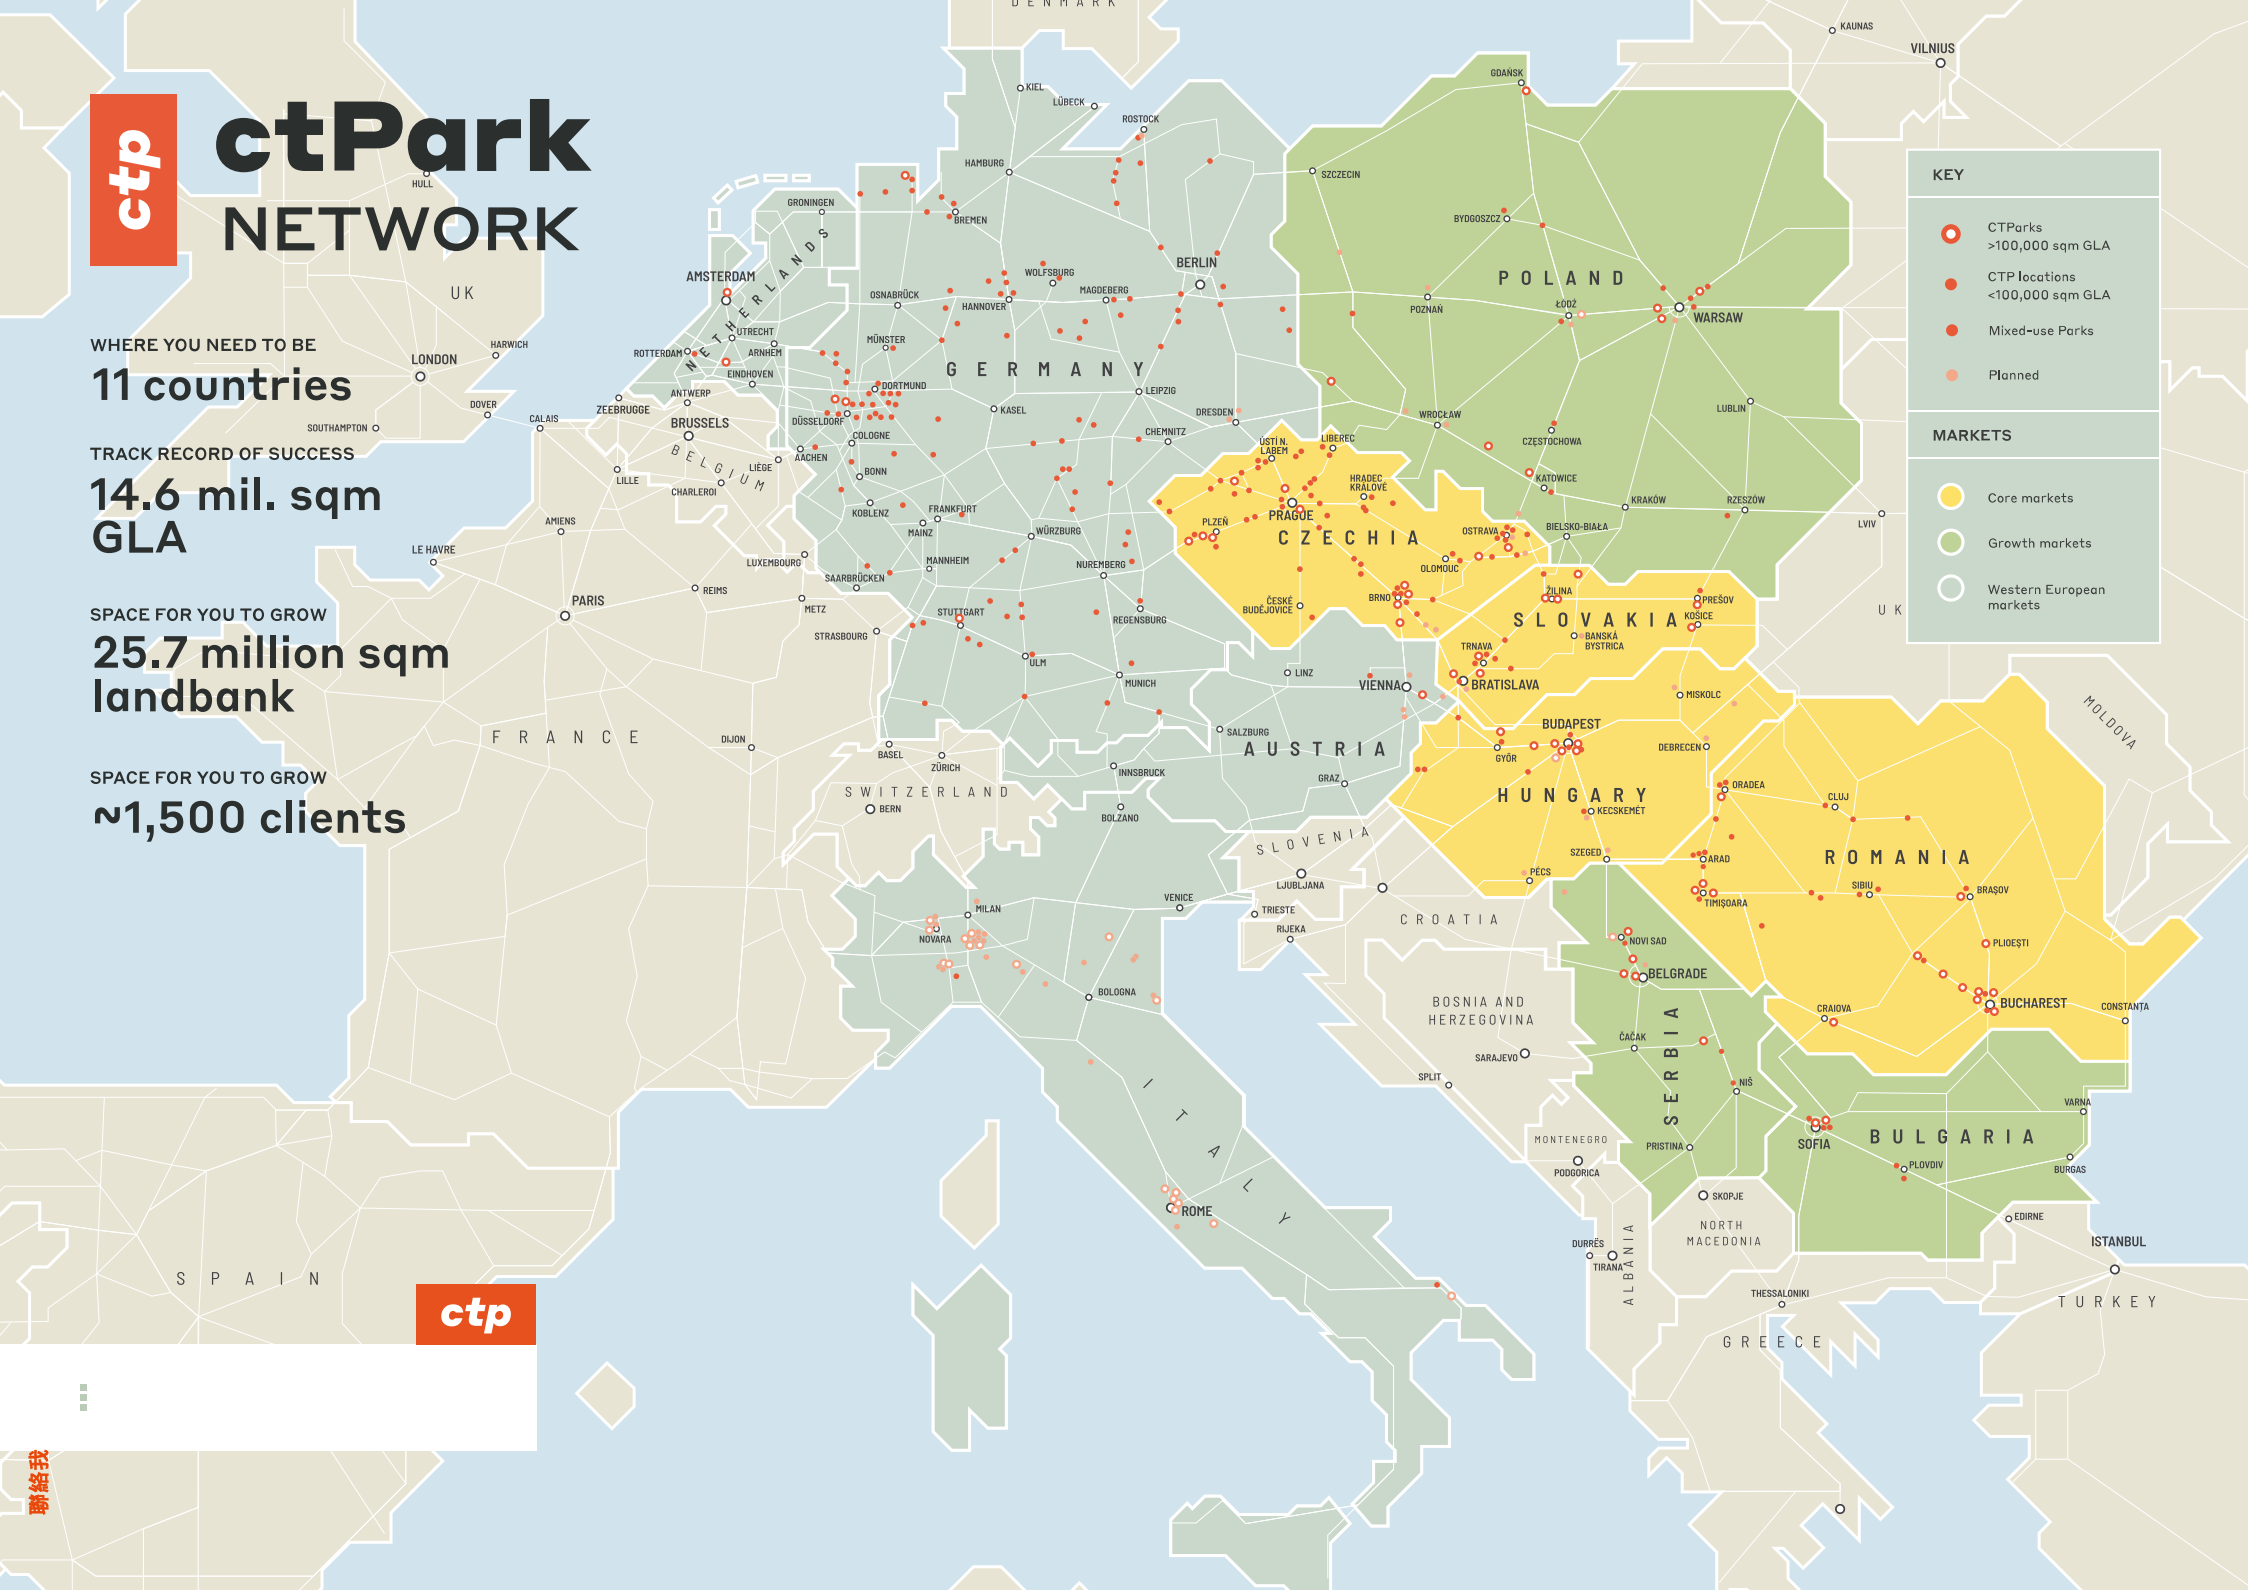 ctp
ctPark
NETWORK
WHERE YOU NEED TO BE
11 countries
TRACK RECORD OF SUCCESS
14.6 mil. sqm
GLA
SPACE FOR YOU TO GROW
25.7 million sqm
landbank
SPACE FOR YOU TO GROW
~1,500 clients
KEY
CTParks
>100,000 sqm GLA
CTP locations
<100,000 sqm GLA
Mixed-use Parks
Planned
MARKETS
Core markets
Growth markets
Western European
markets
DENMARK
KAUNAS
VILNIUS
GDAŃSK
KIEL
LÜBECK
ROSTOCK
HAMBURG
SZCZECIN
HULL
GRONINGEN
BREMEN
BYDGOSZCZ
NETHERLANDS
AMSTERDAM
WOLFSBURG
BERLIN
POLAND
UK
OSNABRÜCK
HANNOVER
MAGDEBERG
POZNAŃ
ŁÓDŹ
WARSAW
UTRECHT
ROTTERDAM
ARNHEM
MÜNSTER
HARWICH
LONDON
GERMANY
EINDHOVEN
DORTMUND
LEIPZIG
ANTWERP
ZEEBRUGGE
DOVER
CALAIS
SOUTHAMPTON
BRUSSELS
DÜSSELDORF
KASEL
DRESDEN
WROCŁAW
LUBLIN
COLOGNE
CHEMNITZ
ÚSTÍ N.
LABEM
LIBEREC
CZĘSTOCHOWA
BELGIUM
LIÈGE
AACHEN
BONN
LILLE
CHARLEROI
HRADEC
KRÁLOVÉ
KATOWICE
KRAKÓW
RZESZÓW
KOBLENZ
FRANKFURT
MAINZ
WÜRZBURG
PLZEŇ
PRAGUE
CZECHIA
OSTRAVA
BIELSKO-BIAŁA
LVIV
AMIENS
LE HAVRE
LUXEMBOURG
MANNHEIM
NUREMBERG
OLOMOUC
SAARBRÜCKEN
REIMS
PARIS
METZ
STUTTGART
REGENSBURG
ČESKÉ
BUDĚJOVICE
BRNO
ŽILINA
PREŠOV
KOŠICE
SLOVAKIA
UK
STRASBOURG
BANSKÁ
BYSTRICA
TRNAVA
ULM
MUNICH
LINZ
VIENNA
BRATISLAVA
MISKOLC
SALZBURG
BUDAPEST
DEBRECEN
MOLDOVA
FRANCE
DIJON
BASEL
ZÜRICH
AUSTRIA
GYŐR
INNSBRUCK
GRAZ
SWITZERLAND
BERN
HUNGARY
ORADEA
CLUJ
KECSKEMÉT
BOLZANO
SLOVENIA
SZEGED
ARAD
ROMANIA
PÉCS
LJUBLJANA
VENICE
MILAN
TRIESTE
TIMIȘOARA
SIBIU
BRAȘOV
CROATIA
NOVARA
RIJEKA
NOVI SAD
PLIOEȘTI
BELGRADE
BOLOGNA
BOSNIA AND
HERZEGOVINA
CRAIOVA
BUCHAREST
CONSTANTA
ČAČAK
SERBIA
SARAJEVO
SPLIT
NIŠ
ITALY
VARNA
MONTENEGRO
PODGORICA
PRISTINA
SOFIA
BULGARIA
PLOVDIV
BURGAS
SKOPJE
NORTH
MACEDONIA
ROME
EDIRNE
ISTANBUL
DURRËS
TIRANA
ALBANIA
SPAIN
THESSALONIKI
TURKEY
GREECE
ctp
聯絡我